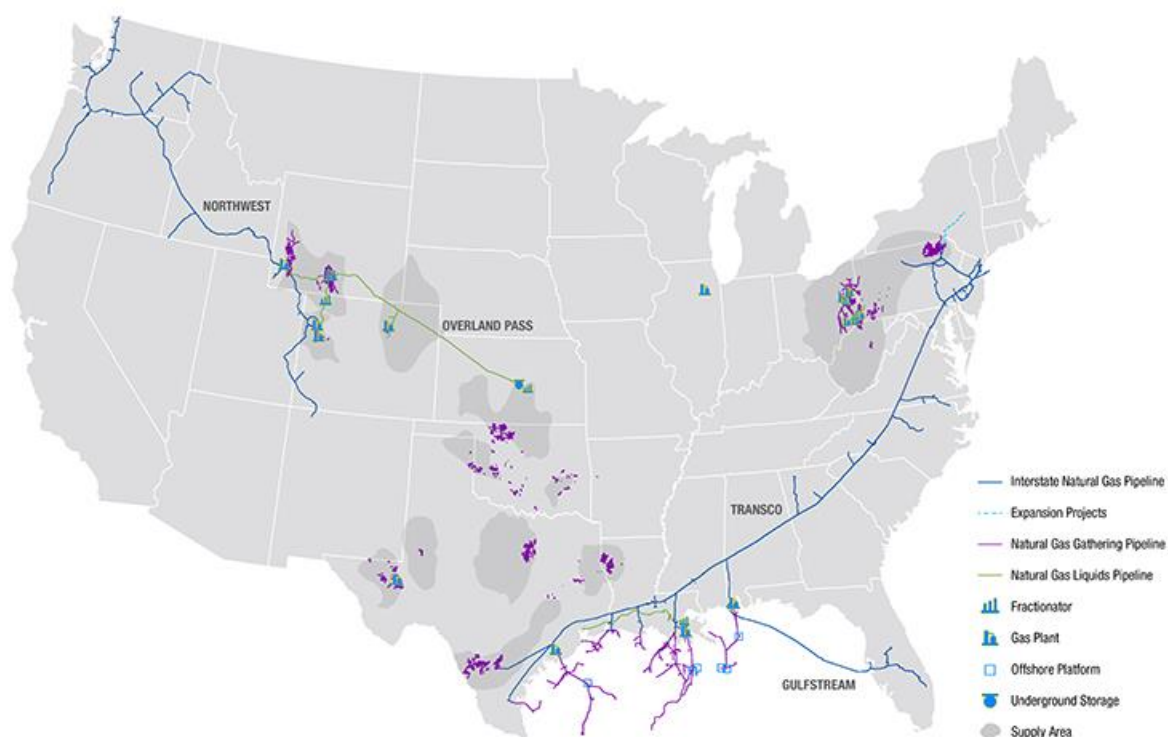 NORTHWEST
OVERLAND PASS
TRANSCO
GULFSTREAM
Interstate Natural Gas Pipeline
Expansion Projects
Natural Gas Gathering Pipeline
Natural Gas Liquids Pipeline
Fractionator
Gas Plant
Offshore Platform
Underground Storage
Supply Area